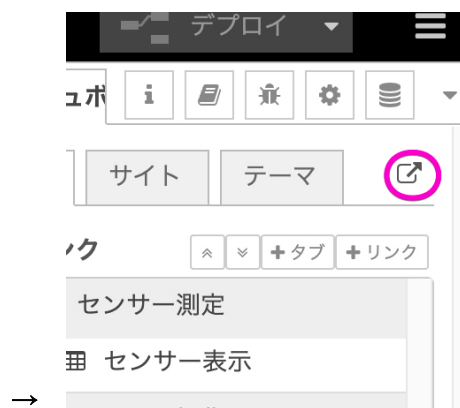 デプロイ
ュボ
サイト テーマ
ック +タブ +リンク
センサー測定
センサー表示
→